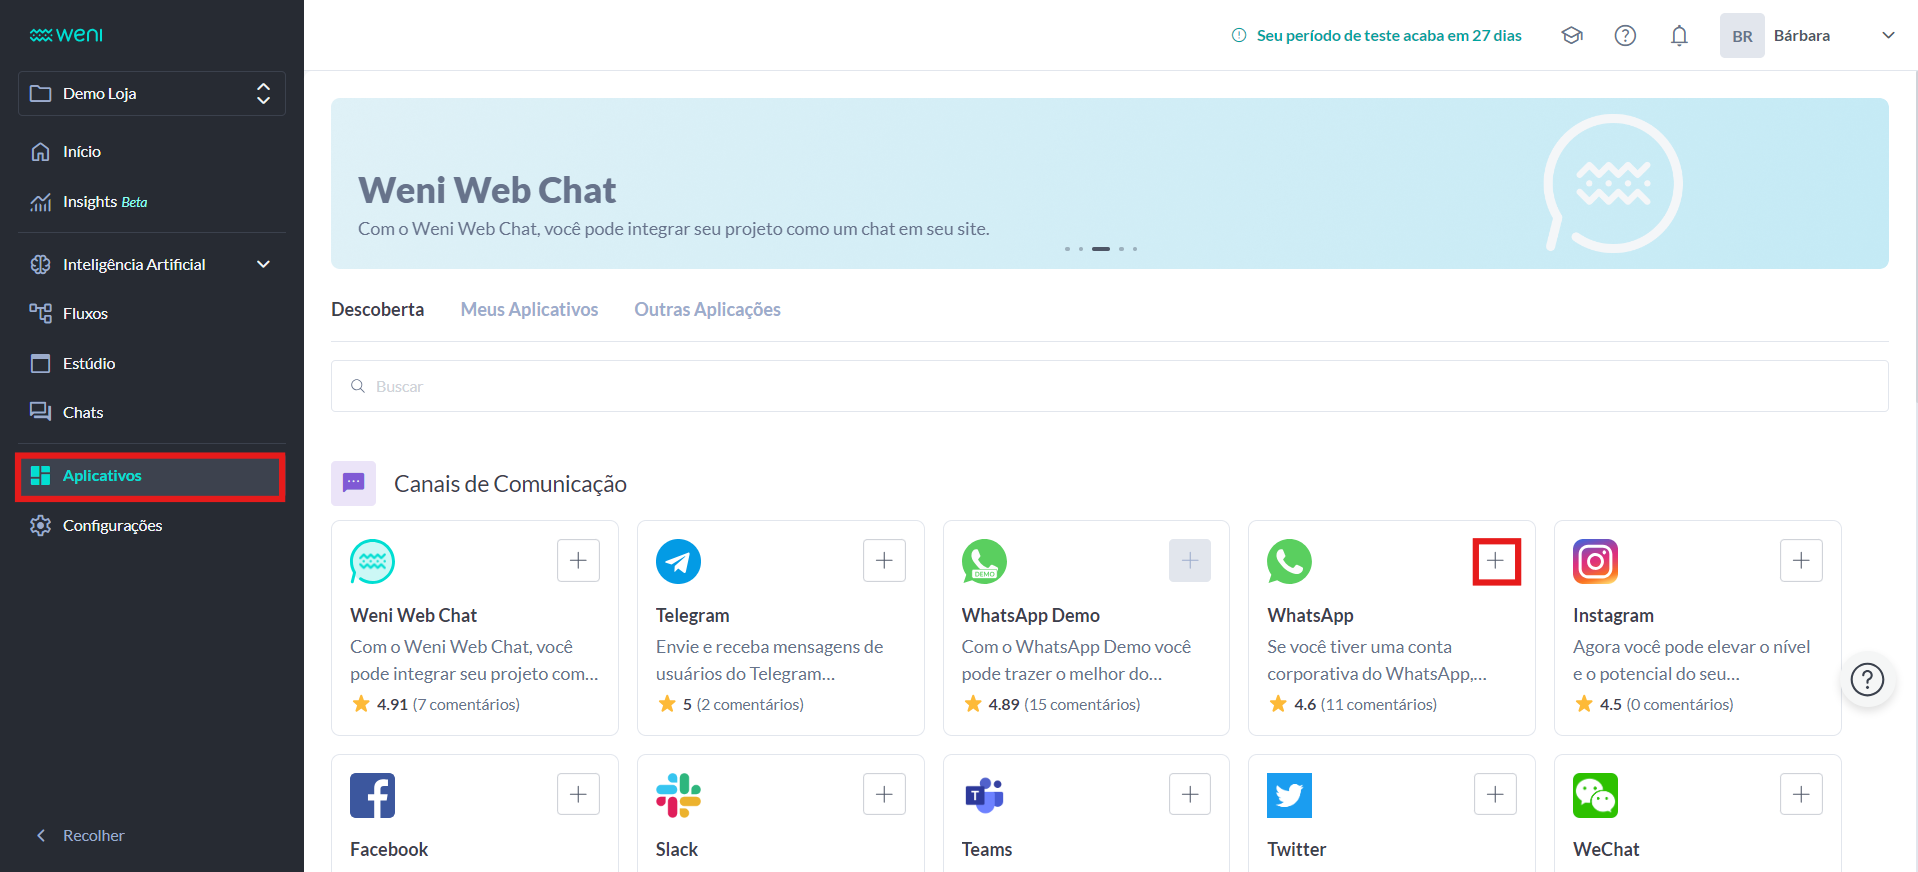 weni
Seu período de teste acaba em 27 dias
BR
Bárbara
Demo Loja
Início
Insights Beta
Inteligência Artificial
Fluxos
Estúdio
Chats
Aplicativos
Configurações
Recolher
Weni Web Chat
Com o Weni Web Chat, você pode integrar seu projeto como um chat em seu site.
Descoberta
Meus Aplicativos
Outras Aplicações
Buscar
Canais de Comunicação
Weni Web Chat
Com o Weni Web Chat, você
pode integrar seu projeto com...
4.91 (7 comentários)
Telegram
Envie e receba mensagens de
usuários do Telegram...
5 (2 comentários)
DEMO
WhatsApp Demo
Com o WhatsApp Demo você
pode trazer o melhor do...
4.89 (15 comentários)
WhatsApp
Se você tiver uma conta
corporativa do WhatsApp,...
4.6 (11 comentários)
Instagram
Agora você pode elevar o nível
e o potencial do seu...
4.5 (0 comentários)
Facebook
Slack
T
Teams
Twitter
WeChat